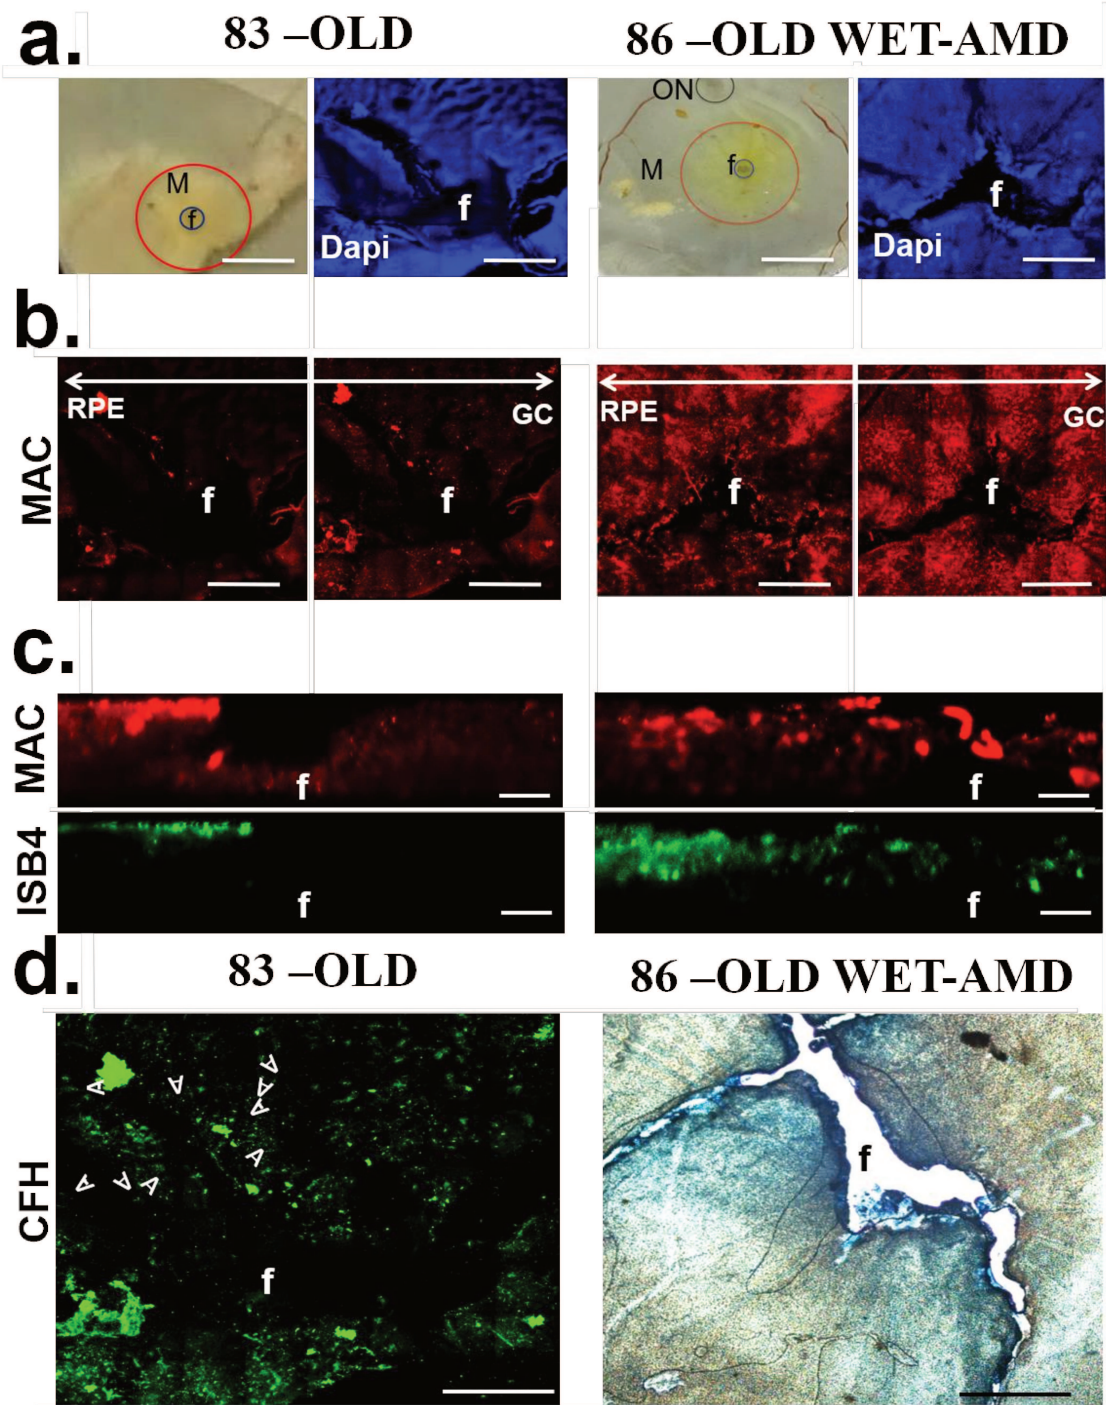 a.
83 –OLD
86 –OLD WET-AMD
M
f
f
Dapi
ON
M
f
f
Dapi
b.
MAC
RPE
GC
f
f
RPE
GC
f
f
c.
MAC
f
f
ISB4
f
f
d.
83 –OLD
86 –OLD WET-AMD
CFH
f
f